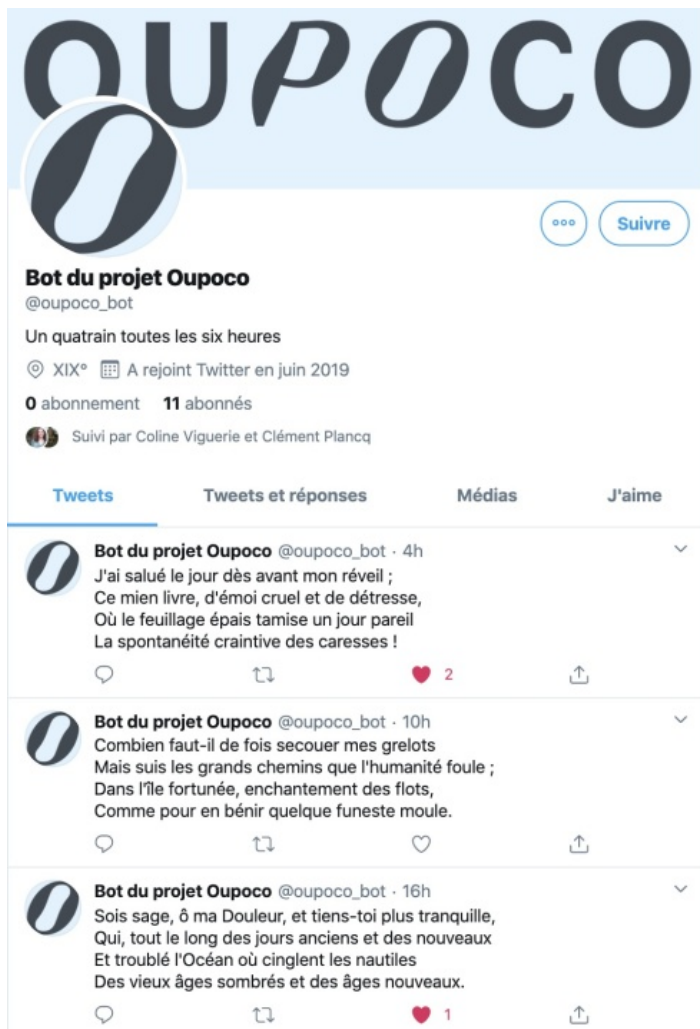 OUPOCO
Suivre
Bot du projet Oupoco
@oupoco_bot
Un quatrain toutes les six heures
XIX° A rejoint Twitter en juin 2019
0 abonnement 11 abonnés
Suivi par Coline Viguerie et Clément Plancq
Tweets Tweets et réponses Médias J'aime
Bot du projet Oupoco @oupoco_bot · 4h
J'ai salué le jour dès avant mon réveil ;
Ce mien livre, d'émoi cruel et de détresse,
Où le feuillage épais tamise un jour pareil
La spontanéité craintive des caresses !
2
Bot du projet Oupoco @oupoco_bot · 10h
Combien faut-il de fois secouer mes grelots
Mais suis les grands chemins que l'humanité foule ;
Dans l'île fortunée, enchantement des flots,
Comme pour en bénir quelque funeste moule.
Bot du projet Oupoco @oupoco_bot · 16h
Sois sage, ô ma Douleur, et tiens-toi plus tranquille,
Qui, tout le long des jours anciens et des nouveaux
Et troublé l'Océan où cinglent les nautiles
Des vieux âges sombrés et des âges nouveaux.
1